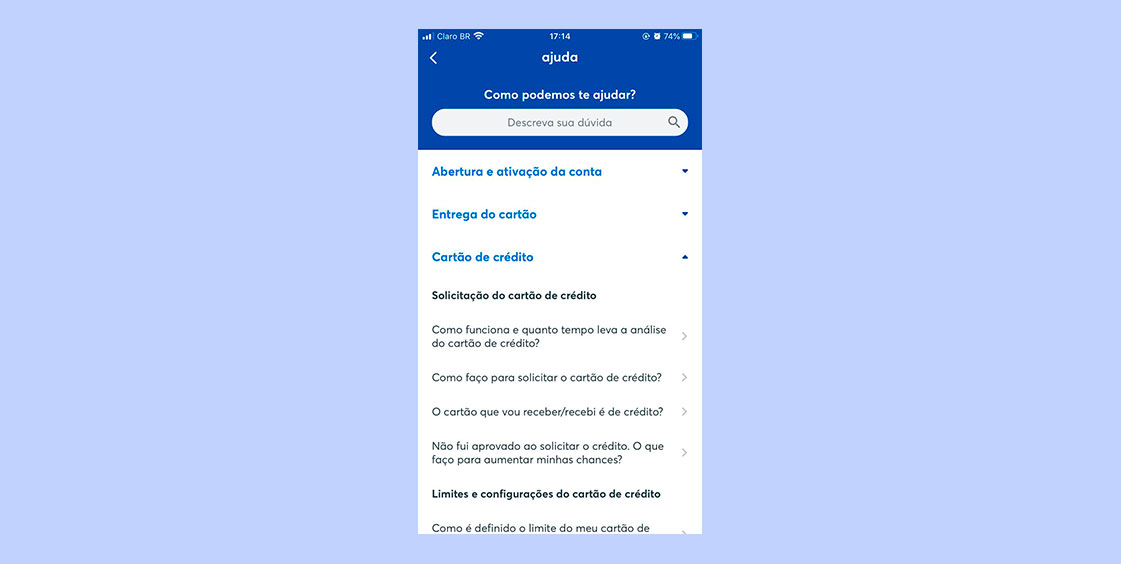 Claro BR 17:14 74%
ajuda
Como podemos te ajudar?
Descreva sua dúvida
Abertura e ativação da conta
Entrega do cartão
Cartão de crédito
Solicitação do cartão de crédito
Como funciona e quanto tempo leva a análise
do cartão de crédito?
Como faço para solicitar o cartão de crédito?
O cartão que vou receber/recebi é de crédito?
Não fui aprovado ao solicitar o crédito. O que
faço para aumentar minhas chances?
Limites e configurações do cartão de crédito
Como é definido o limite do meu cartão de